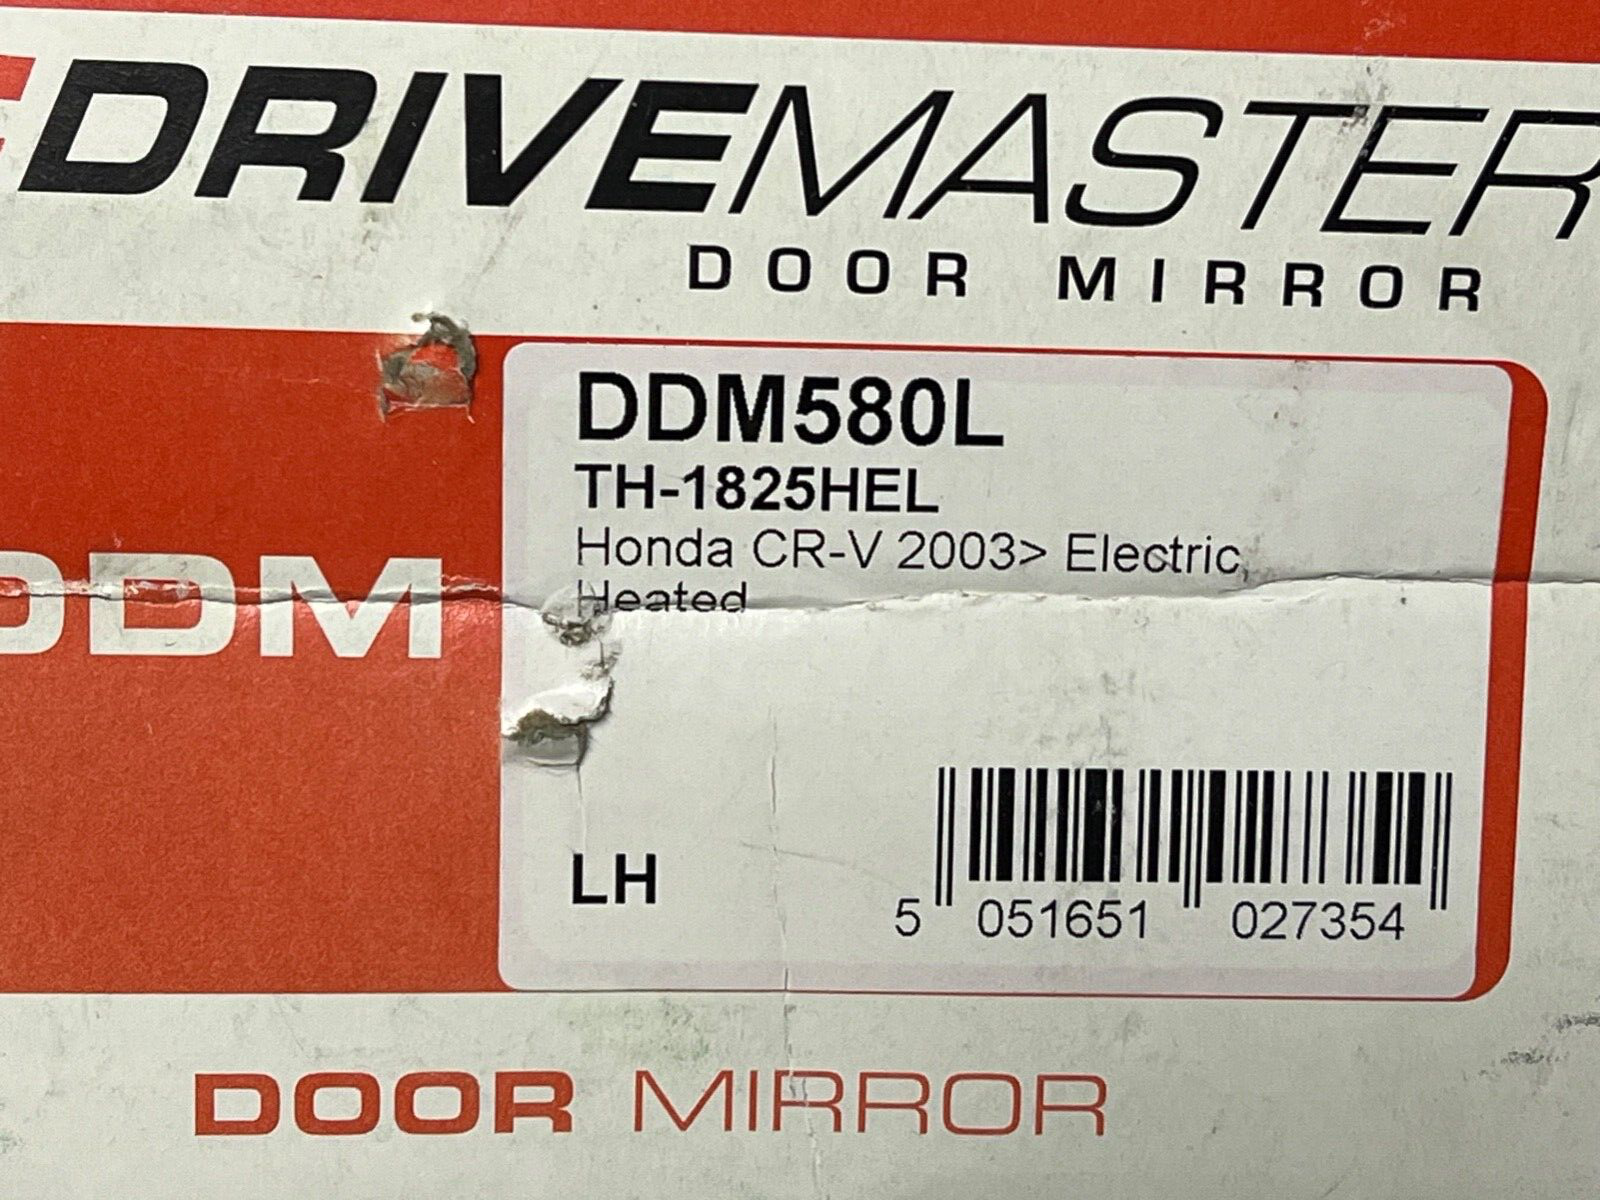 DRIVEMASTER
DOOR MIRROR
DDM580L
TH-1825HEL
Honda CR-V 2003> Electric,
Heated
DDM
LH
5 051651 027354
DOOR MIRROR